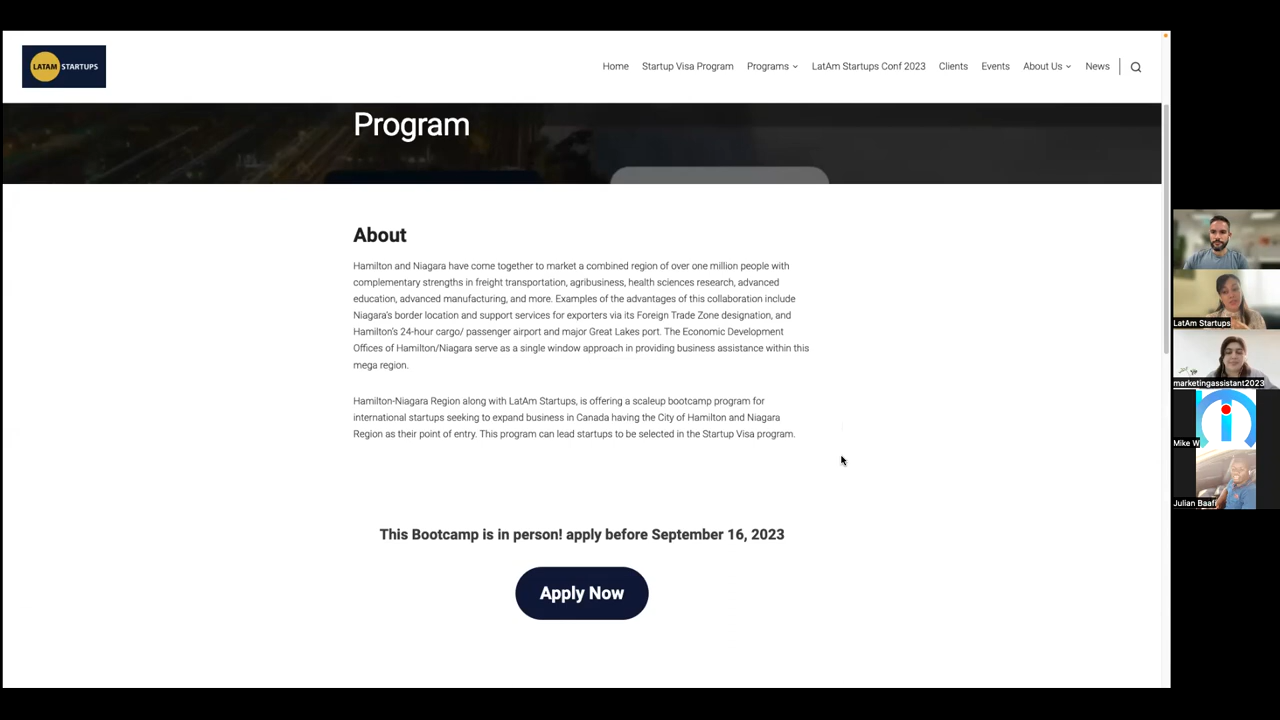 LATAM STARTUPS
Home Startup Visa Program Programs LatAm Startups Conf 2023 Clients Events About Us News
Program
About
Hamilton and Niagara have come together to market a combined region of over one million people with
complementary strengths in freight transportation, agribusiness, health sciences research, advanced
education, advanced manufacturing, and more. Examples of the advantages of this collaboration include
Niagara's border location and support services for exporters via its Foreign Trade Zone designation, and
Hamilton's 24-hour cargo/ passenger airport and major Great Lakes port. The Economic Development
Offices of Hamilton/Niagara serve as a single window approach in providing business assistance within this
mega region.
Hamilton-Niagara Region along with LatAm Startups, is offering a scaleup bootcamp program for
international startups seeking to expand business in Canada having the City of Hamilton and Niagara
Region as their point of entry. This program can lead startups to be selected in the Startup Visa program.
This Bootcamp is in person! apply before September 16, 2023
Apply Now
LatAm Startups
marketingassistant2023
Mike W
Julian Baafi